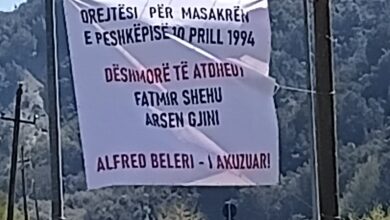 DREJTËSI PËR MASAKRËN
E PESHKËPISË 10 PRILL 1994
DËSHMORË TË ATDHEUT
FATMIR SHEHU
ARSEN GJINI
ALFRED BELERI - I AKUZUAR!